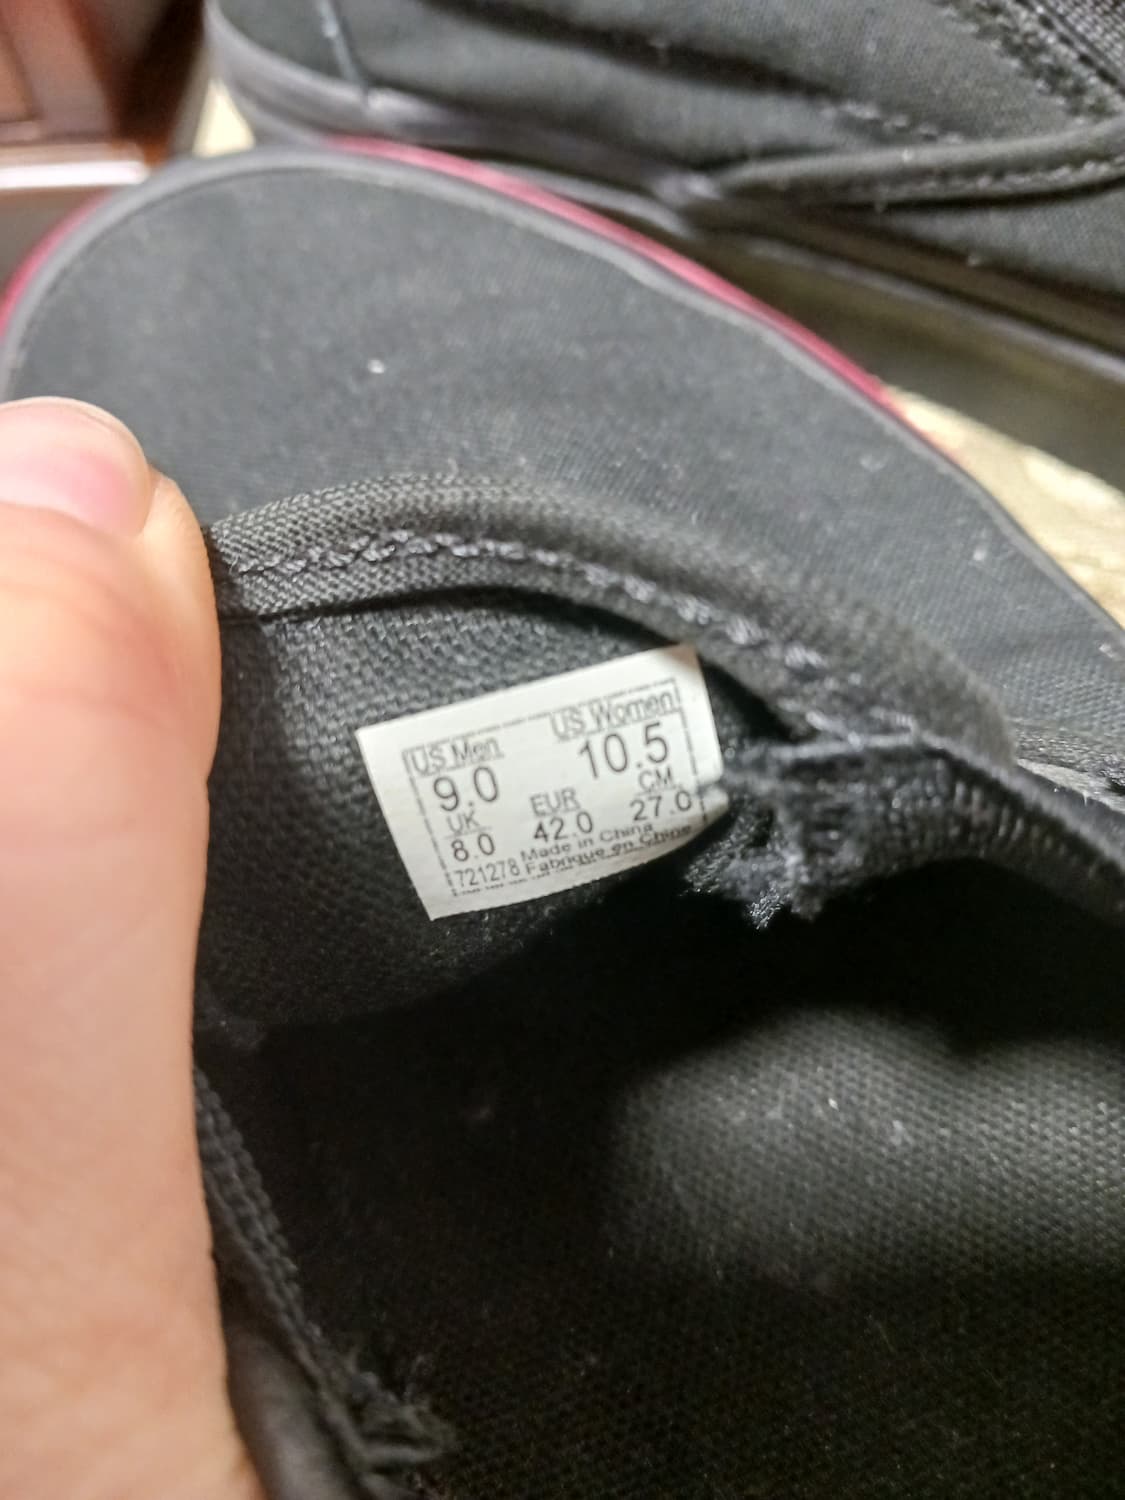 US Men US Women
9.0 10.5
UK EUR CM
8.0 42.0 27.0
Made in China
721278 Fabrique en Chine